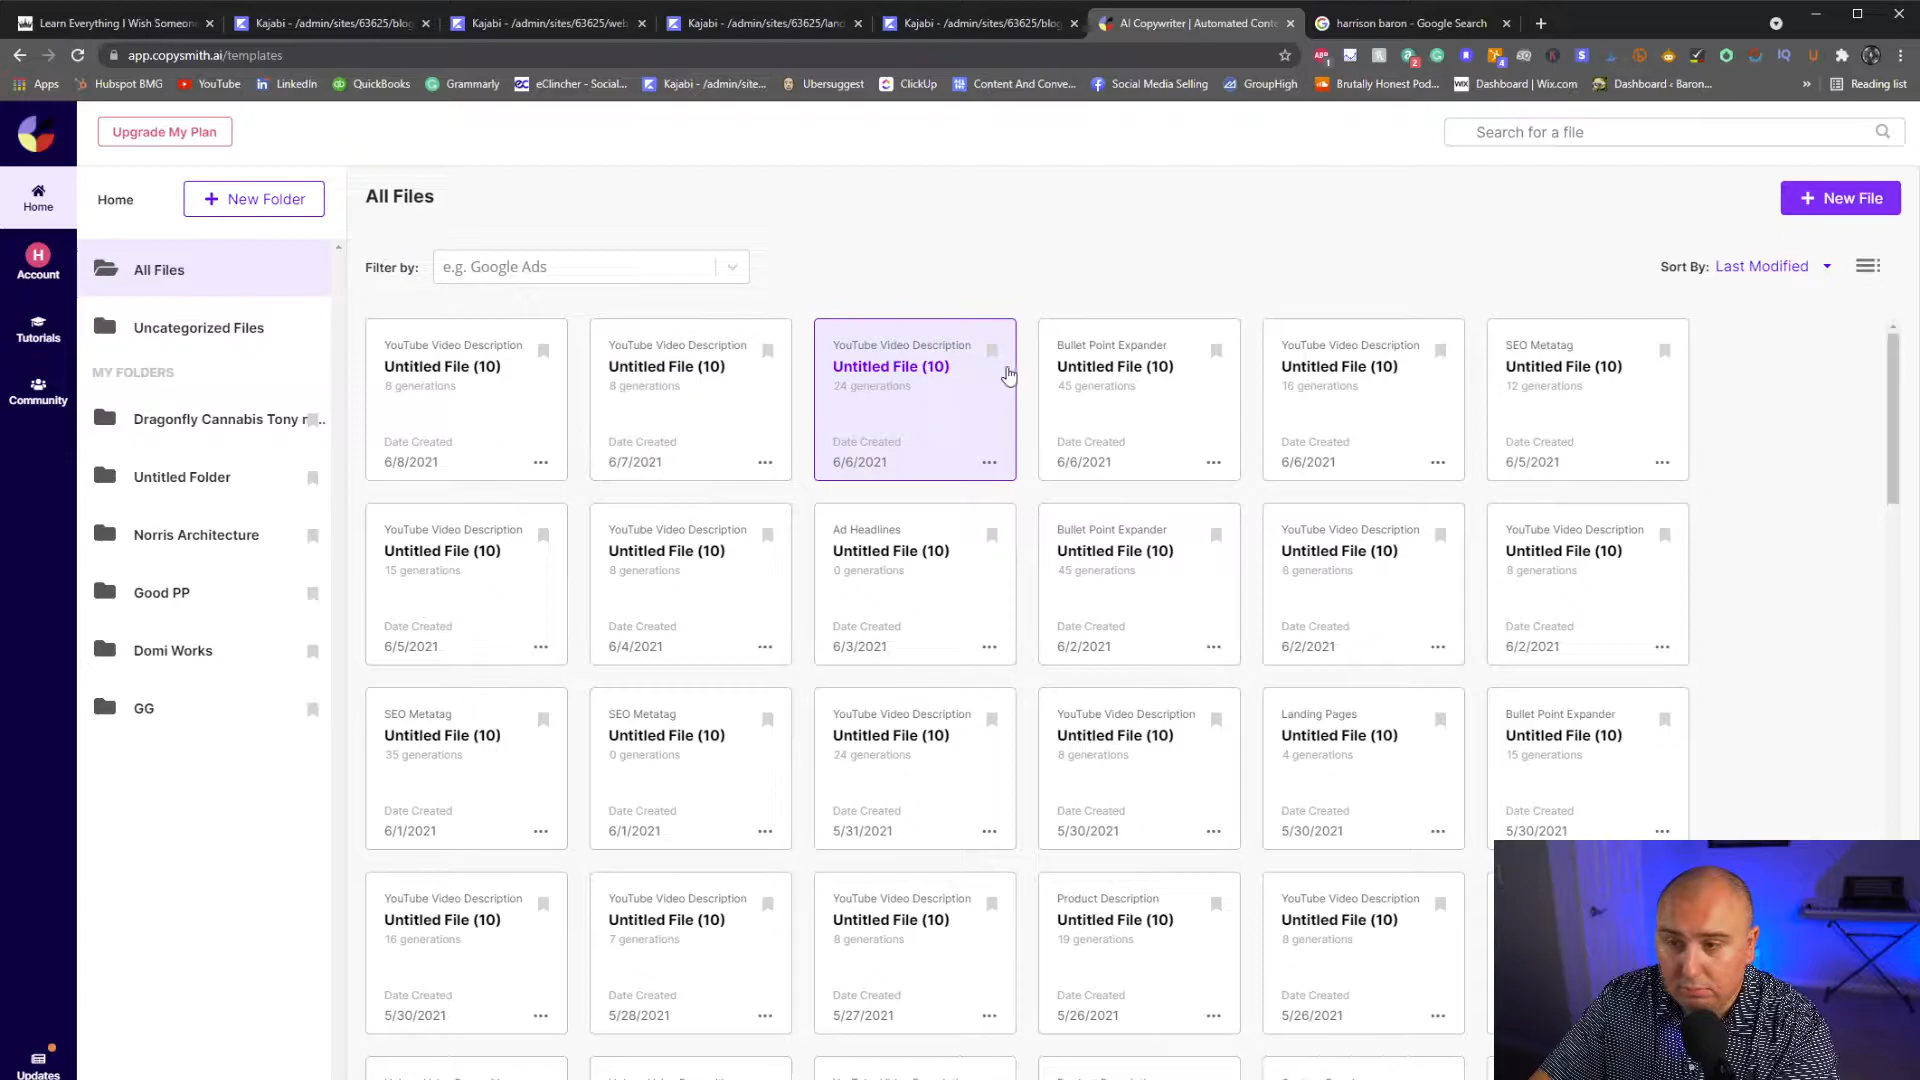 Learn Everything I Wish Someone
Kajabi - /admin/sites/63625/blog
Kajabi - /admin/sites/63625/web
Kajabi - /admin/sites/63625/land
Kajabi - /admin/sites/63625/blog
AI Copywriter | Automated Conte
harrison baron - Google Search
app.copysmith.ai/templates
Apps
Hubspot BMG
YouTube
LinkedIn
QuickBooks
Grammarly
eClincher - Social...
Kajabi - /admin/site...
Ubersuggest
ClickUp
Content And Conve...
Social Media Selling
GroupHigh
Brutally Honest Pod...
Dashboard | Wix.com
Dashboard ‹ Baron...
»
Reading list
Upgrade My Plan
Search for a file
Home
H
Account
Tutorials
Community
Updates
Home
+ New Folder
All Files
Uncategorized Files
MY FOLDERS
Dragonfly Cannabis Tony r...
Untitled Folder
Norris Architecture
Good PP
Domi Works
GG
All Files
+ New File
Filter by:
e.g. Google Ads
Sort By: Last Modified
YouTube Video Description
Untitled File (10)
8 generations
Date Created
6/8/2021
YouTube Video Description
Untitled File (10)
8 generations
Date Created
6/7/2021
YouTube Video Description
Untitled File (10)
24 generations
Date Created
6/6/2021
Bullet Point Expander
Untitled File (10)
45 generations
Date Created
6/6/2021
YouTube Video Description
Untitled File (10)
16 generations
Date Created
6/6/2021
SEO Metatag
Untitled File (10)
12 generations
Date Created
6/5/2021
YouTube Video Description
Untitled File (10)
15 generations
Date Created
6/5/2021
YouTube Video Description
Untitled File (10)
8 generations
Date Created
6/4/2021
Ad Headlines
Untitled File (10)
0 generations
Date Created
6/3/2021
Bullet Point Expander
Untitled File (10)
45 generations
Date Created
6/2/2021
YouTube Video Description
Untitled File (10)
8 generations
Date Created
6/2/2021
YouTube Video Description
Untitled File (10)
8 generations
Date Created
6/2/2021
SEO Metatag
Untitled File (10)
35 generations
Date Created
6/1/2021
SEO Metatag
Untitled File (10)
0 generations
Date Created
6/1/2021
YouTube Video Description
Untitled File (10)
24 generations
Date Created
5/31/2021
YouTube Video Description
Untitled File (10)
8 generations
Date Created
5/30/2021
Landing Pages
Untitled File (10)
4 generations
Date Created
5/30/2021
Bullet Point Expander
Untitled File (10)
15 generations
Date Created
5/30/2021
YouTube Video Description
Untitled File (10)
16 generations
Date Created
5/30/2021
YouTube Video Description
Untitled File (10)
7 generations
Date Created
5/28/2021
YouTube Video Description
Untitled File (10)
8 generations
Date Created
5/27/2021
Product Description
Untitled File (10)
19 generations
Date Created
5/26/2021
YouTube Video Description
Untitled File (10)
8 generations
Date Created
5/26/2021